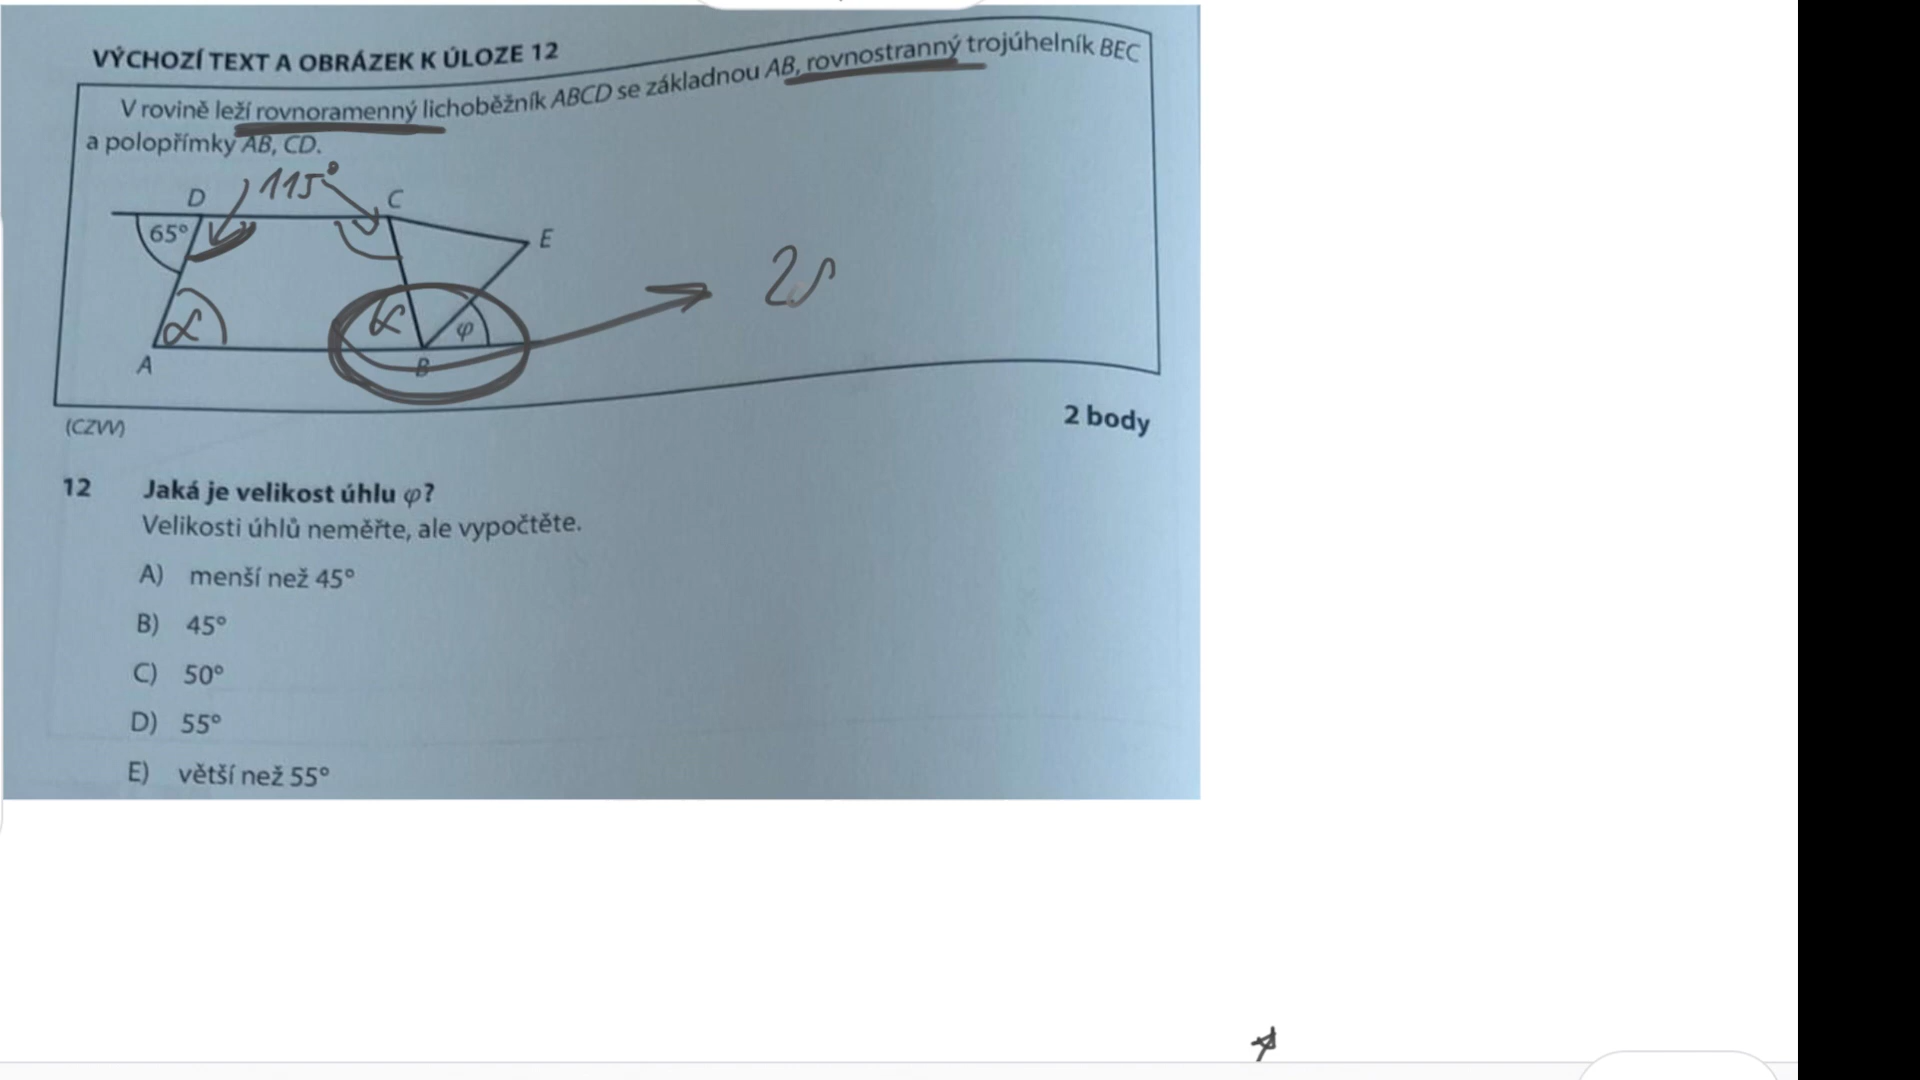 VÝCHOZÍ TEXT A OBRÁZEK K ÚLOZE 12
V rovině leží rovnoramenný lichoběžník ABCD se základnou AB, rovnostranný trojúhelník BEC
a polopřímky AB, CD.
115°
D
C
65°
E
α
α
φ
A
B
(CZVV)
2 body
12 Jaká je velikost úhlu φ?
Velikosti úhlů neměřte, ale vypočtěte.
A) menší než 45°
B) 45°
C) 50°
D) 55°
E) větší než 55°